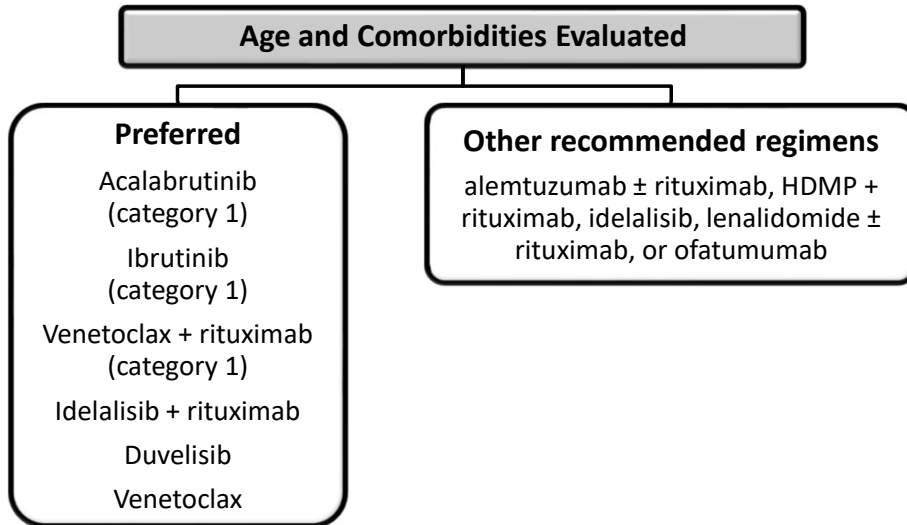 Age and Comorbidities Evaluated
Preferred
Acalabrutinib
(category 1)
Ibrutinib
(category 1)
Venetoclax + rituximab
(category 1)
Idelalisib + rituximab
Duvelisib
Venetoclax
Other recommended regimens
alemtuzumab ± rituximab, HDMP +
rituximab, idelalisib, lenalidomide ±
rituximab, or ofatumumab